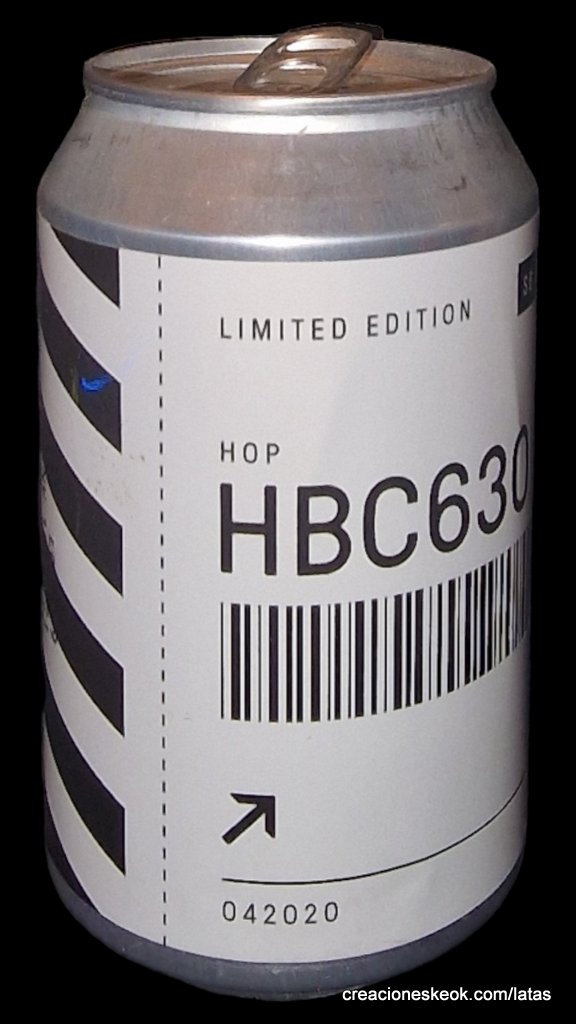 LIMITED EDITION
HOP
HBC630
042020
creacioneskeok.com/latas